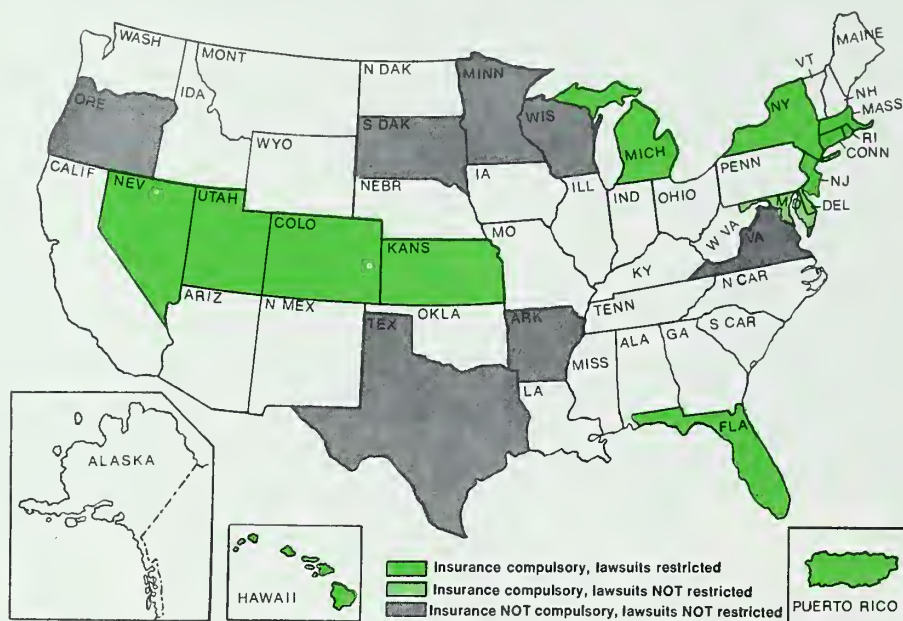 WASH
MONT
N DAK
MINN
VT
MAINE
ORE
IDA
S DAK
WIS
MICH
NY
NH
MASS
RI
CONN
WYO
CALIF
NEV
UTAH
COLO
NEBR
KANS
IA
ILL
IND
OHIO
PENN
NJ
DEL
MD
W VA
VA
MO
KY
N CAR
TENN
ARIZ
N MEX
OKLA
TEX
ARK
S CAR
MISS
ALA
GA
LA
FLA
ALASKA
HAWAII
Insurance compulsory, lawsuits restricted
Insurance compulsory, lawsuits NOT restricted
Insurance NOT compulsory, lawsuits NOT restricted
PUERTO RICO